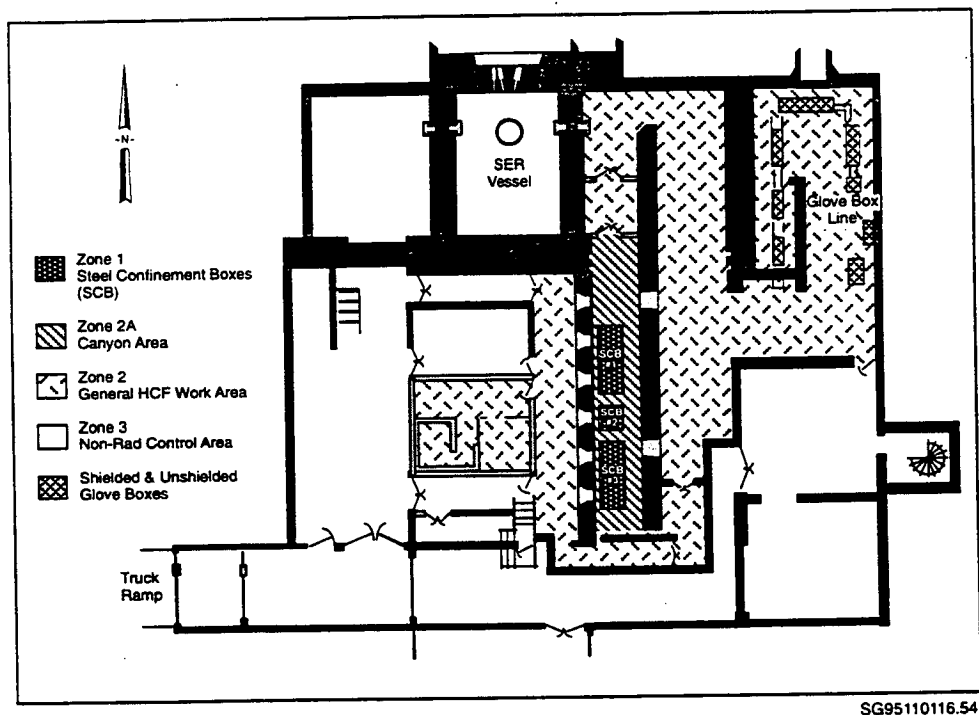 -N-
SER
Vessel
Glove Box
Line
Zone 1
Steel Confinement Boxes
(SCB)
Zone 2A
Canyon Area
Zone 2
General HCF Work Area
Zone 3
Non-Rad Control Area
Shielded & Unshielded
Glove Boxes
SCB
SCB
SCB
Truck
Ramp
SG95110116.54